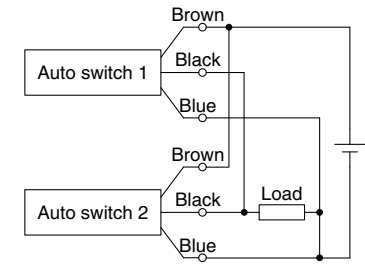 Brown
Auto switch 1
Black
Blue
Brown
Auto switch 2
Black
Load
Blue